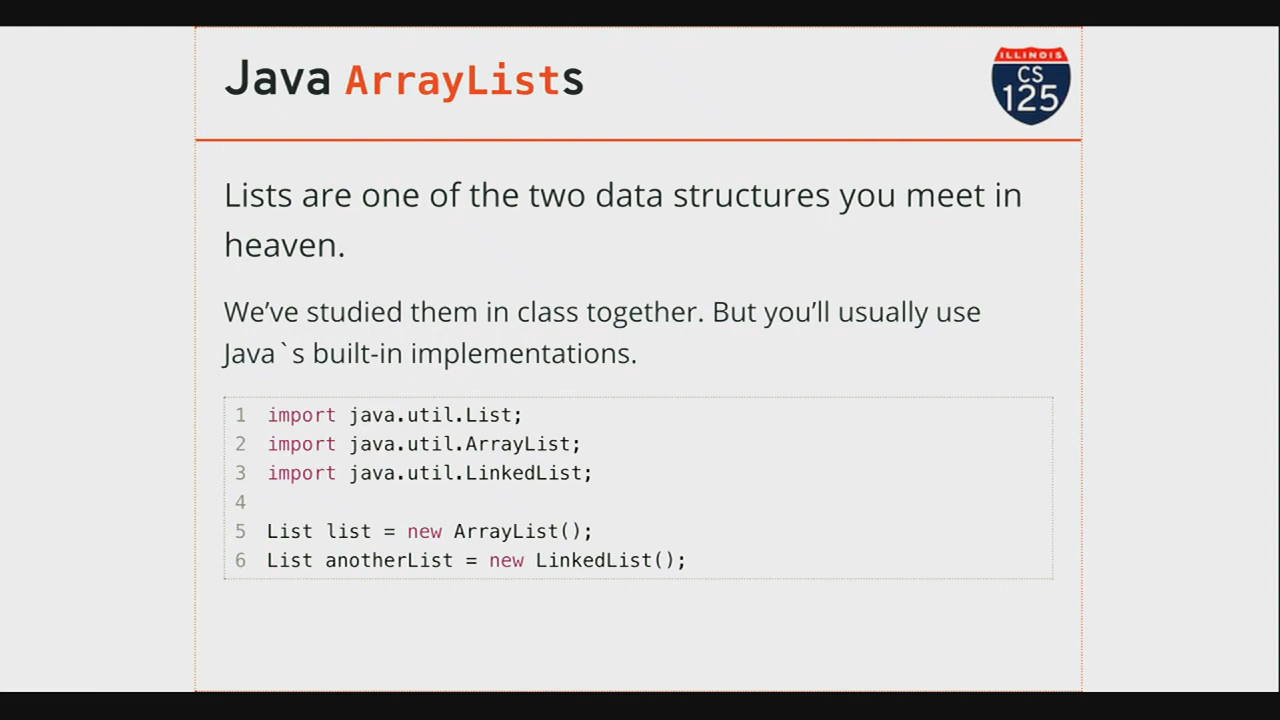 Java ArrayLists
ILLINOIS
CS
125
Lists are one of the two data structures you meet in
heaven.
We’ve studied them in class together. But you’ll usually use
Java`s built-in implementations.
1 import java.util.List;
2 import java.util.ArrayList;
3 import java.util.LinkedList;
4
5 List list = new ArrayList();
6 List anotherList = new LinkedList();